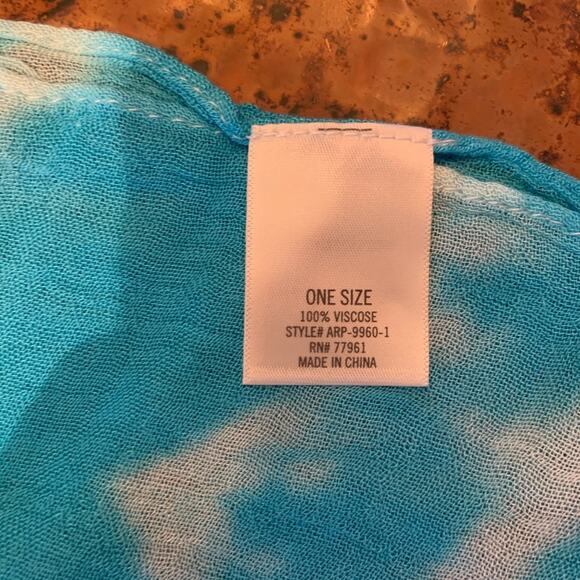 ONE SIZE
100% VISCOSE
STYLE# ARP-9960-1
RN# 77961
MADE IN CHINA